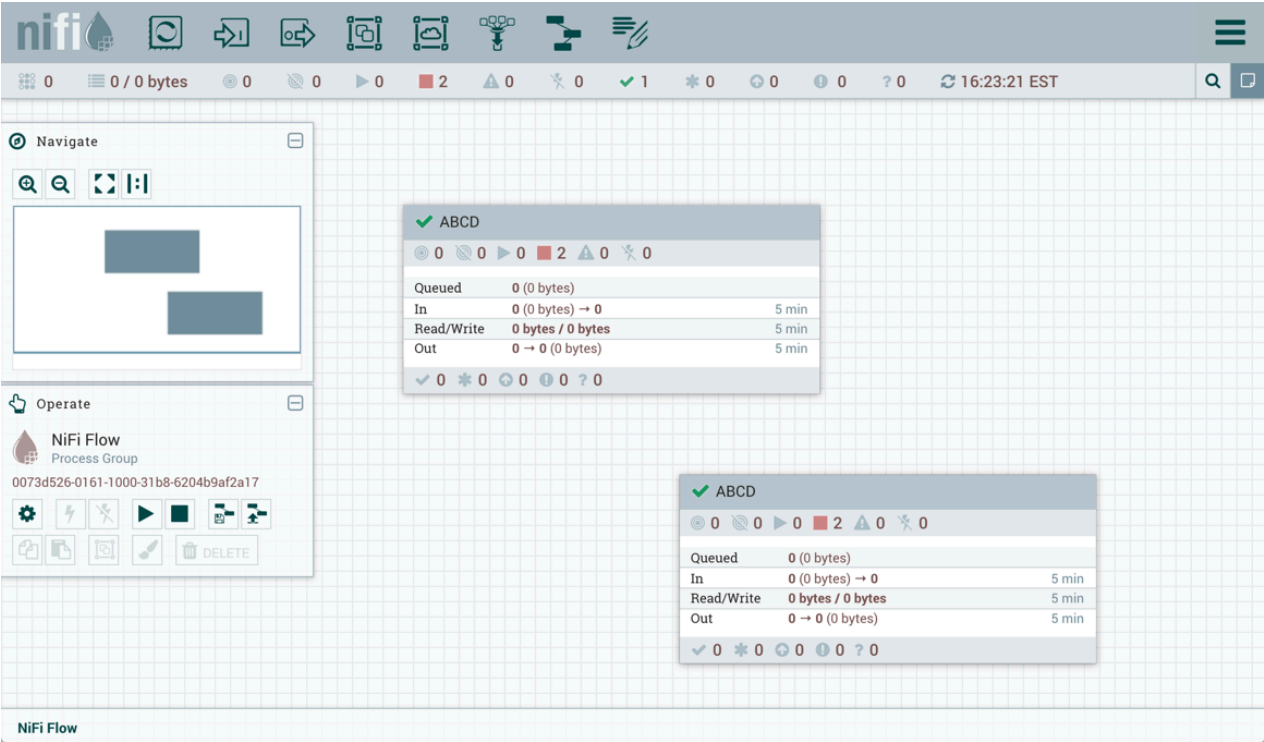 nifi
0 0 / 0 bytes 0 0 0 2 0 0 1 0 0 0 ? 0 16:23:21 EST
Navigate
Operate
NiFi Flow
Process Group
0073d526-0161-1000-31b8-6204b9af2a17
DELETE
ABCD
0 0 0 2 0 0
Queued 0 (0 bytes)
In 0 (0 bytes) → 0 5 min
Read/Write 0 bytes / 0 bytes 5 min
Out 0 → 0 (0 bytes) 5 min
0 0 0 0 ? 0
ABCD
0 0 0 2 0 0
Queued 0 (0 bytes)
In 0 (0 bytes) → 0 5 min
Read/Write 0 bytes / 0 bytes 5 min
Out 0 → 0 (0 bytes) 5 min
0 0 0 0 ? 0
NiFi Flow